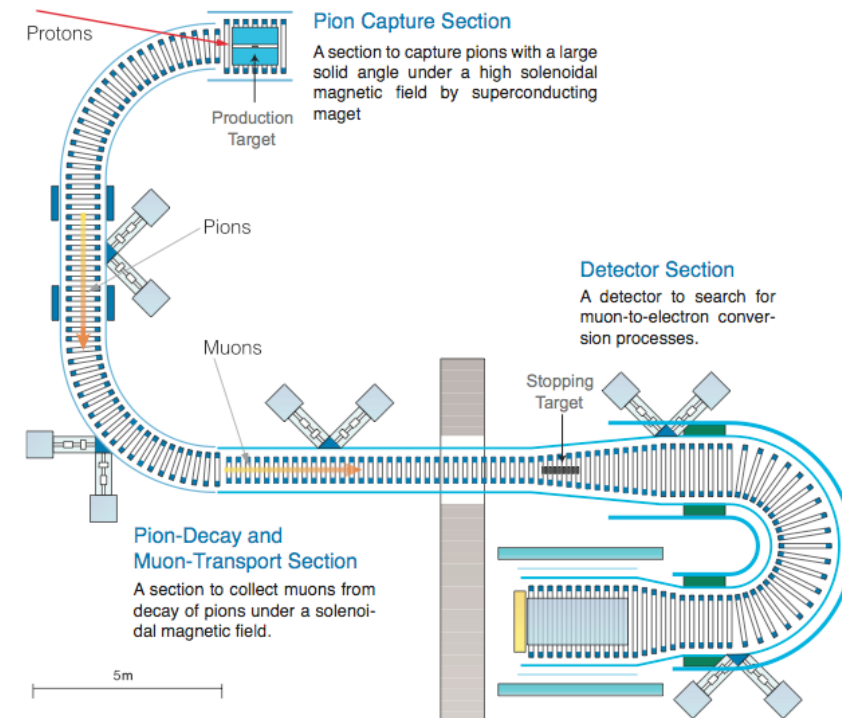 Protons
Pion Capture Section
A section to capture pions with a large
solid angle under a high solenoidal
magnetic field by superconducting
maget
Production
Target
Pions
Detector Section
A detector to search for
muon-to-electron conver-
sion processes.
Muons
Stopping
Target
Pion-Decay and
Muon-Transport Section
A section to collect muons from
decay of pions under a solenoi-
dal magnetic field.
5m